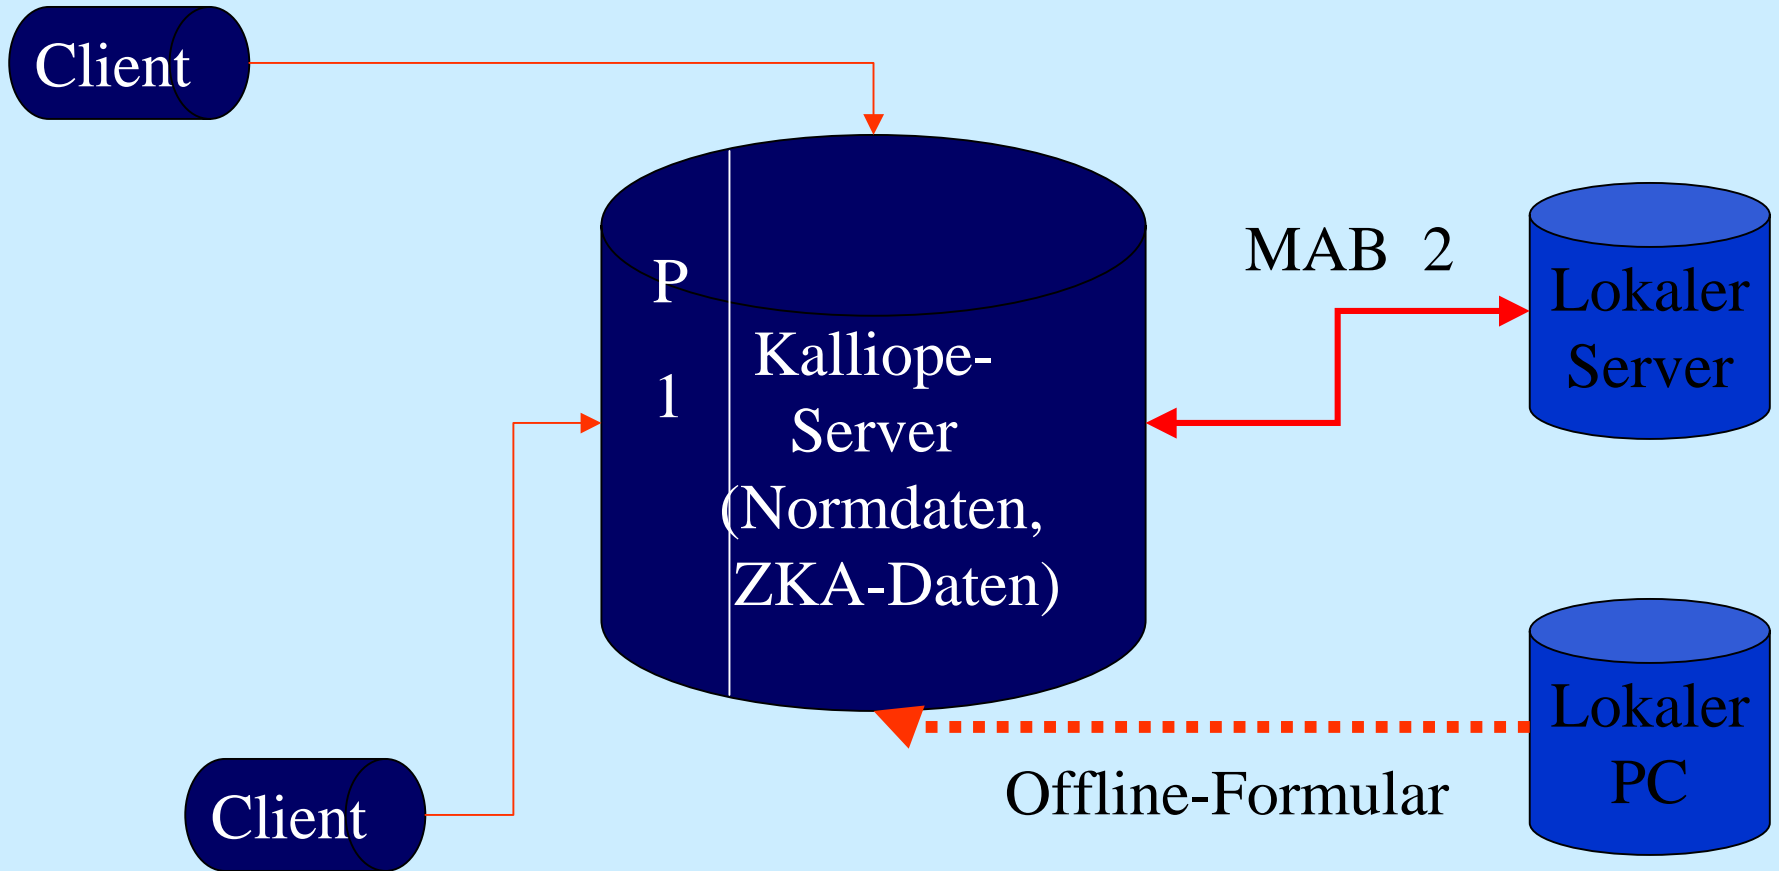 Client
P
1
Kalliope-
Server
(Normdaten,
ZKA-Daten)
MAB 2
Lokaler
Server
Lokaler
PC
Offline-Formular
Client